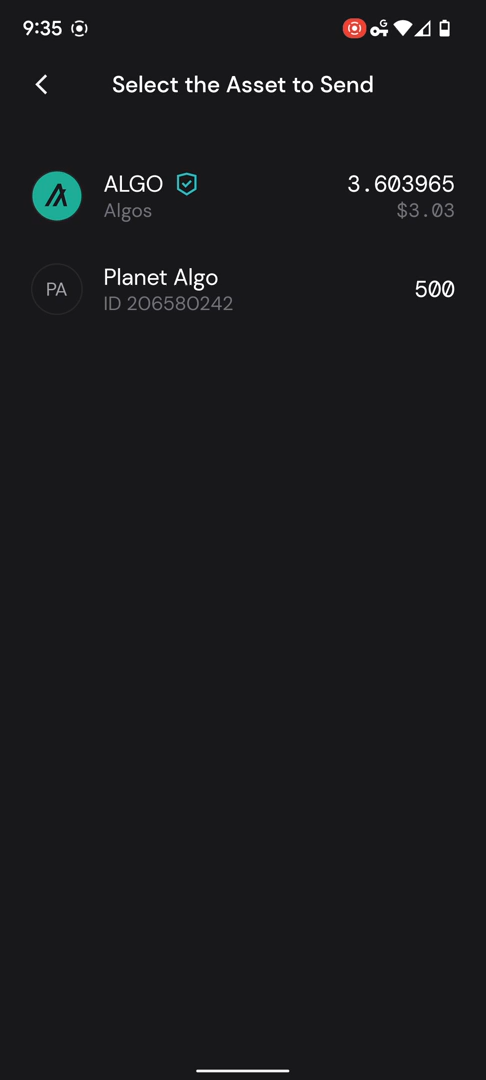 9:35
Select the Asset to Send
ALGO
3.603965
Algos
$3.03
PA
Planet Algo
ID 206580242
500